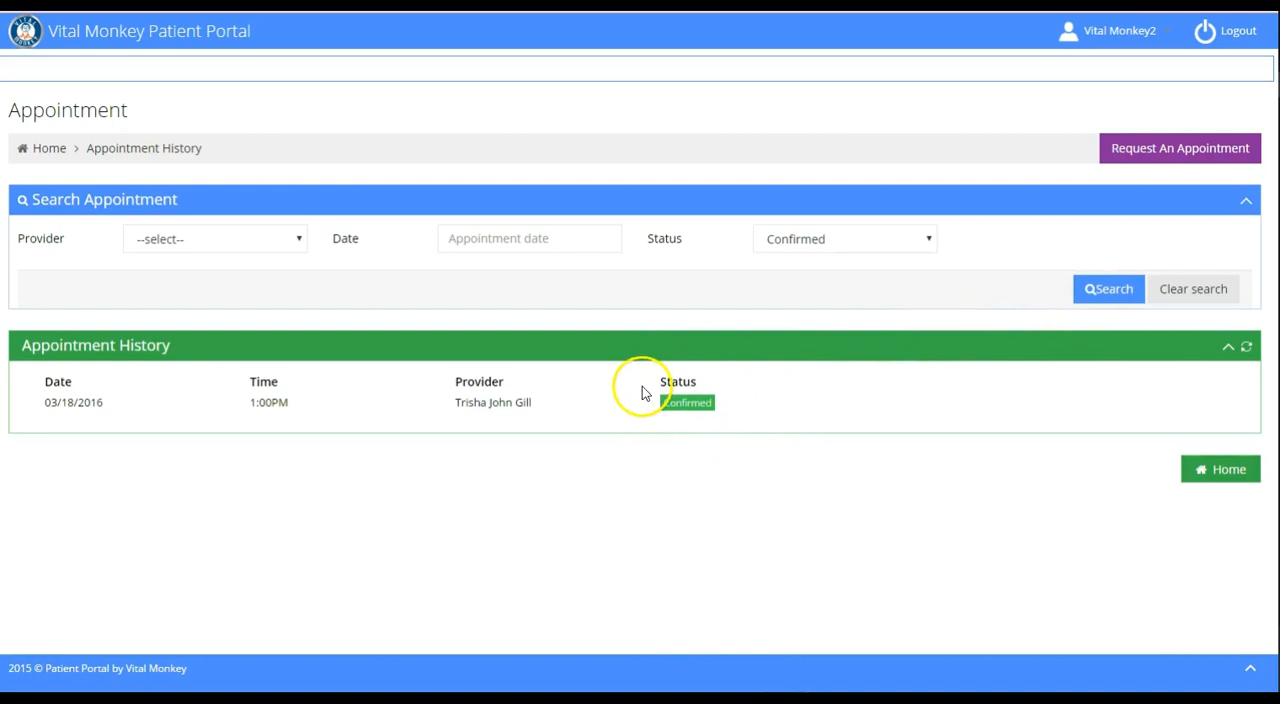 Vital Monkey Patient Portal
Vital Monkey2
Logout
Appointment
Home > Appointment History
Request An Appointment
Search Appointment
Provider
--select--
Date
Appointment date
Status
Confirmed
Search
Clear search
Appointment History
Date Time Provider Status
03/18/2016 1:00PM Trisha John Gill Confirmed
Home
2015 © Patient Portal by Vital Monkey